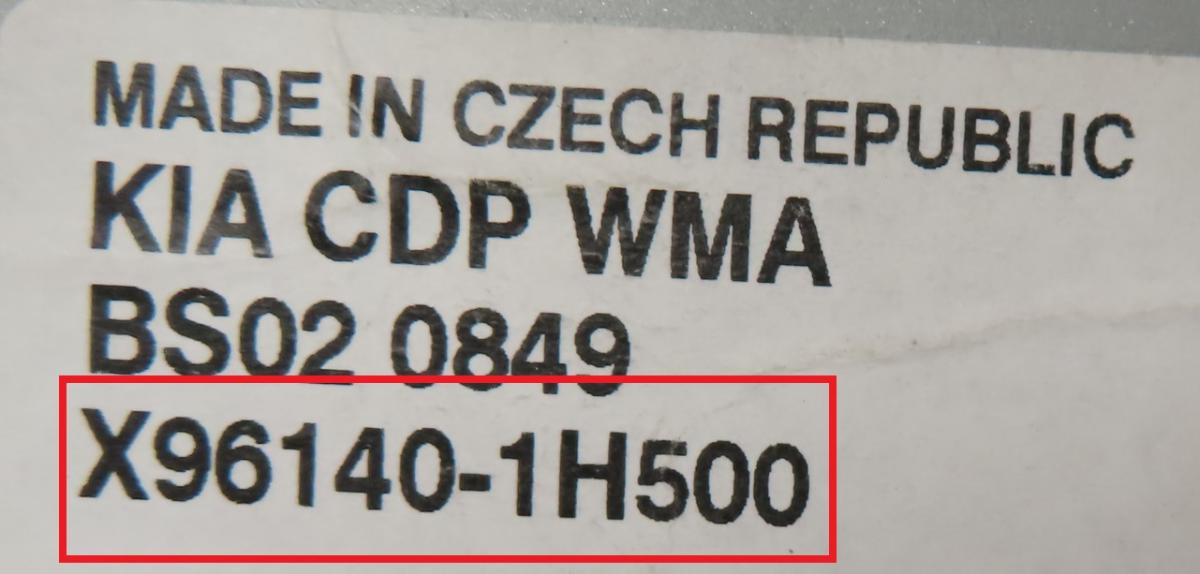 MADE IN CZECH REPUBLIC
KIA CDP WMA
BS02 0849
X96140-1H500